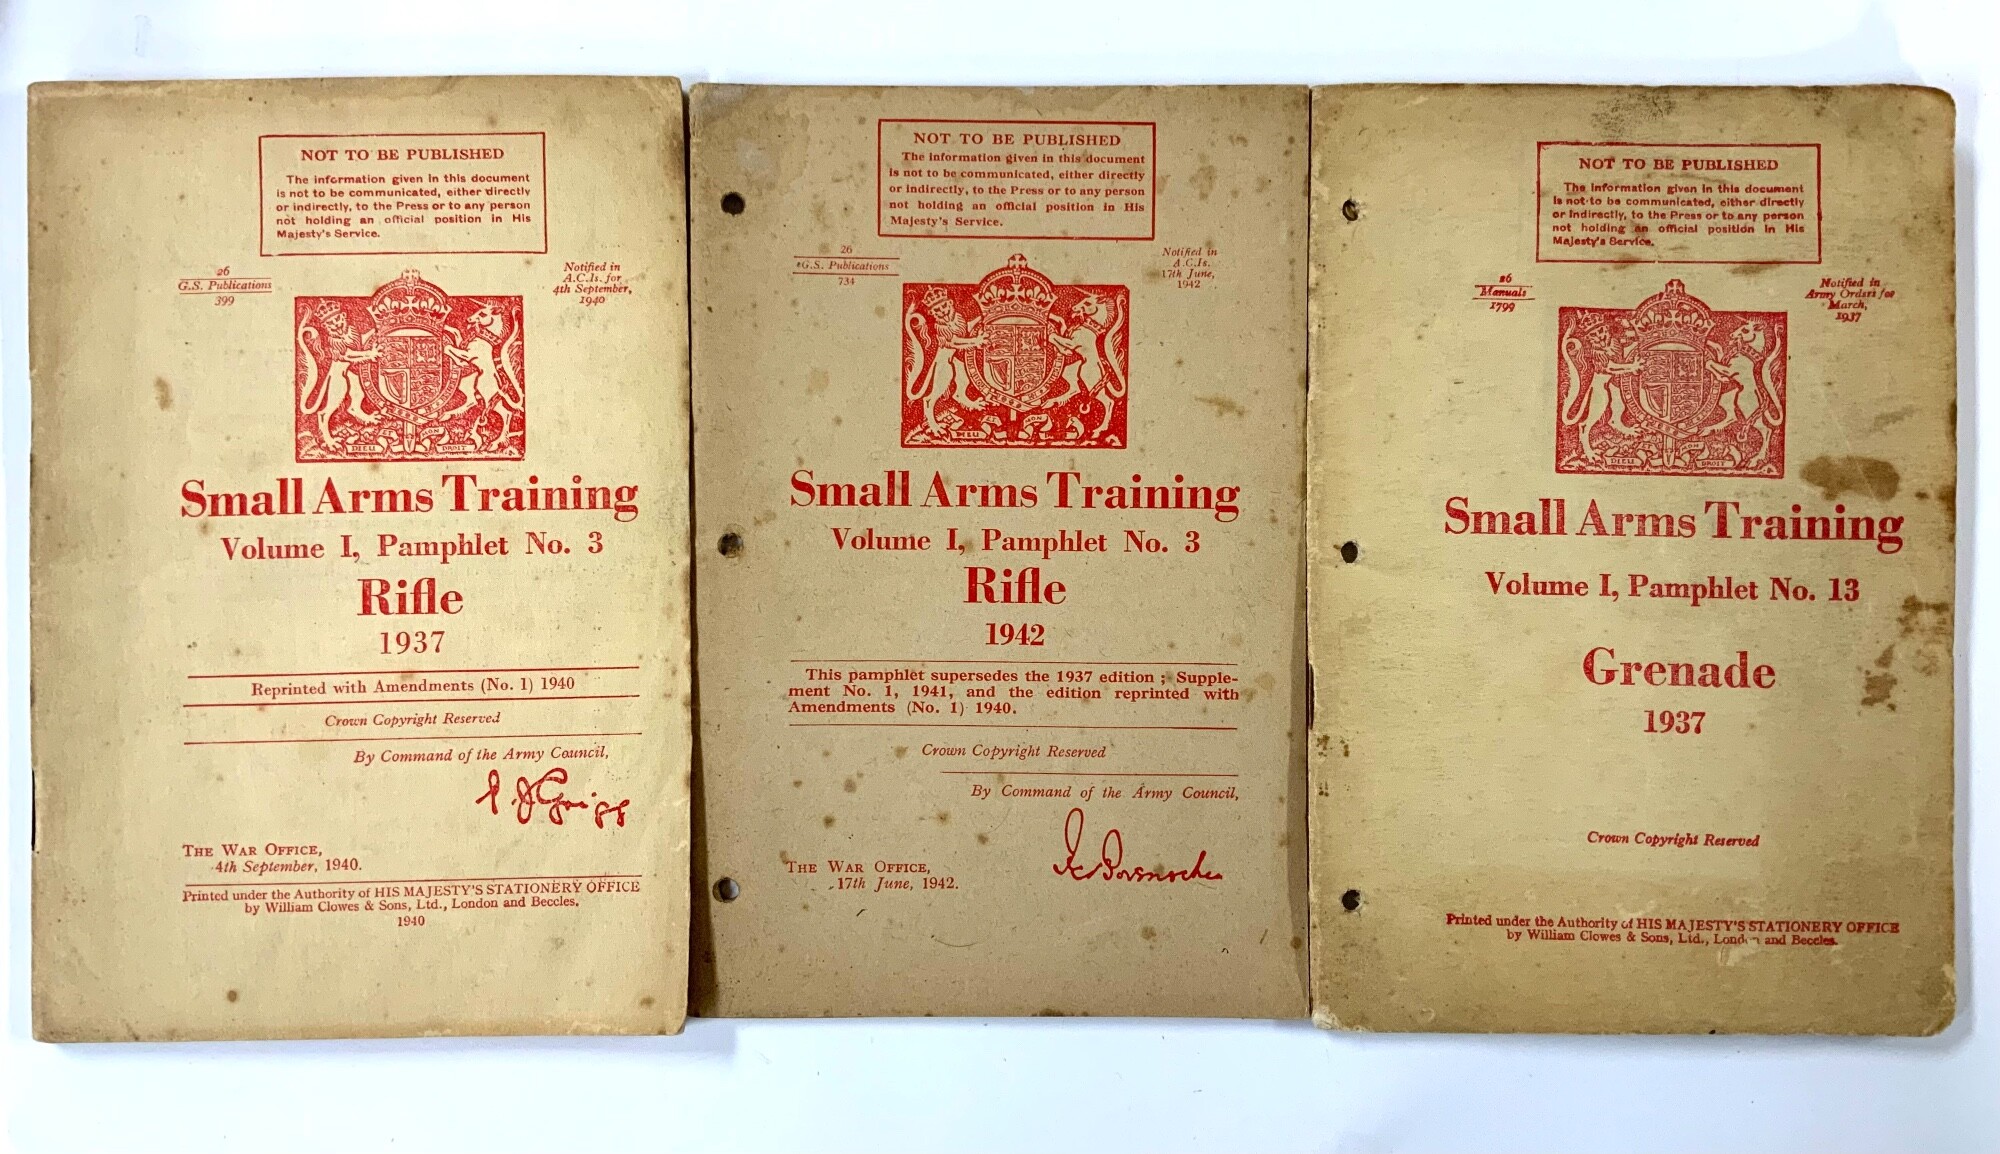 NOT TO BE PUBLISHED
The information given in this document
is not to be communicated, either directly
or indirectly, to the Press or to any person
not holding an official position in His
Majesty's Service.
26
G.S. Publications
399
Notified in
A.C.Is. for
4th September,
1940
DIEU ET MON DROIT
Small Arms Training
Volume I, Pamphlet No. 3
Rifle
1937
Reprinted with Amendments (No. 1) 1940
Crown Copyright Reserved
By Command of the Army Council,
P. J. Grigg
THE WAR OFFICE,
4th September, 1940.
Printed under the Authority of HIS MAJESTY'S STATIONERY OFFICE
by William Clowes & Sons, Ltd., London and Beccles.
1940
NOT TO BE PUBLISHED
The information given in this document
is not to be communicated, either directly
or indirectly, to the Press or to any person
not holding an official position in His
Majesty's Service.
26
G.S. Publications
734
Notified in
A.C.Is.
17th June,
1942
DIEU ET MON
Small Arms Training
Volume I, Pamphlet No. 3
Rifle
1942
This pamphlet supersedes the 1937 edition ; Supple-
ment No. 1, 1941, and the edition reprinted with
Amendments (No. 1) 1940.
Crown Copyright Reserved
By Command of the Army Council,
THE WAR OFFICE,
17th June, 1942.
NOT TO BE PUBLISHED
The information given in this document
is not to be communicated, either directly
or indirectly, to the Press or to any person
not holding an official position in His
Majesty's Service.
26
Manuals
1799
Notified in
Army Orders for
March,
1937
DIEU ET MON DROIT
Small Arms Training
Volume I, Pamphlet No. 13
Grenade
1937
Crown Copyright Reserved
Printed under the Authority of HIS MAJESTY'S STATIONERY OFFICE
by William Clowes & Sons, Ltd., London and Beccles.